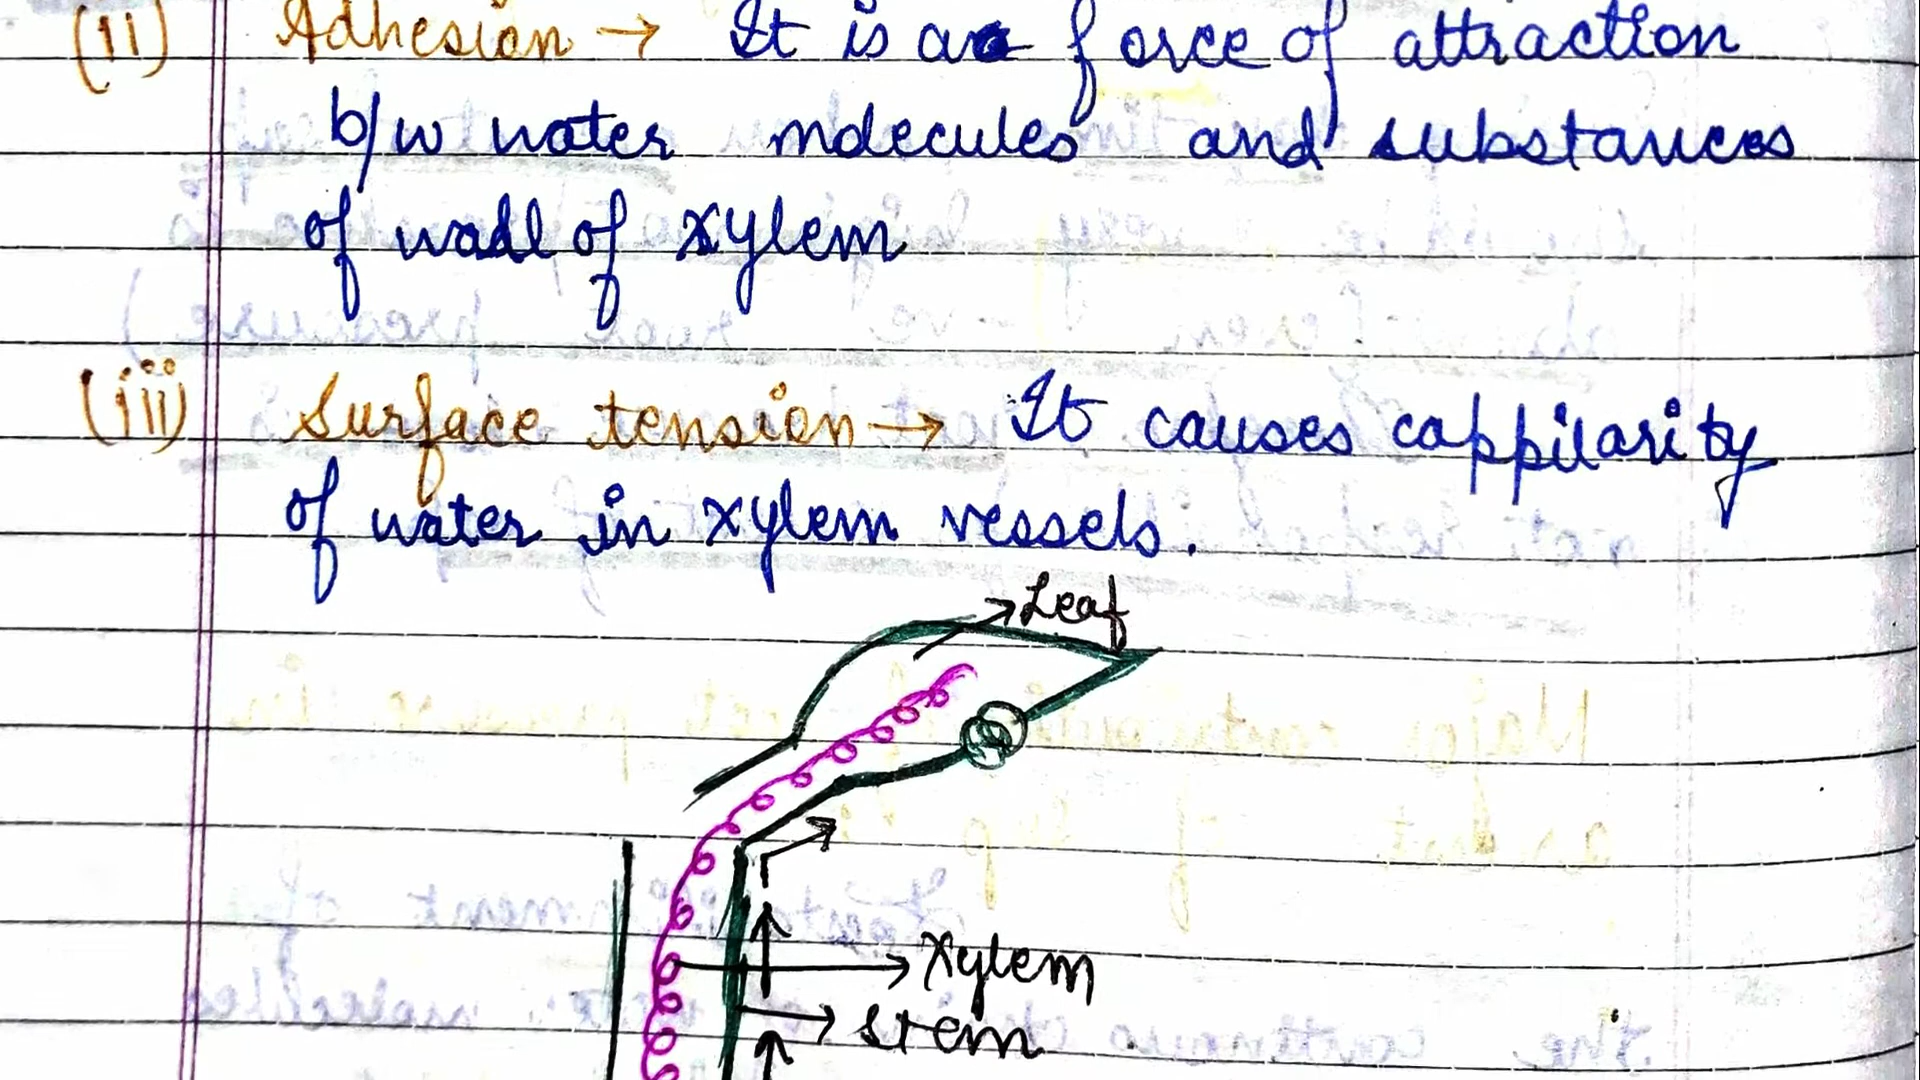 (ii) Adhesion → It is a force of attraction
b/w water molecules and substances
of wall of xylem
(iii) Surface tension → It causes cappilarity
of water in xylem vessels.
Leaf
Xylem
Stem